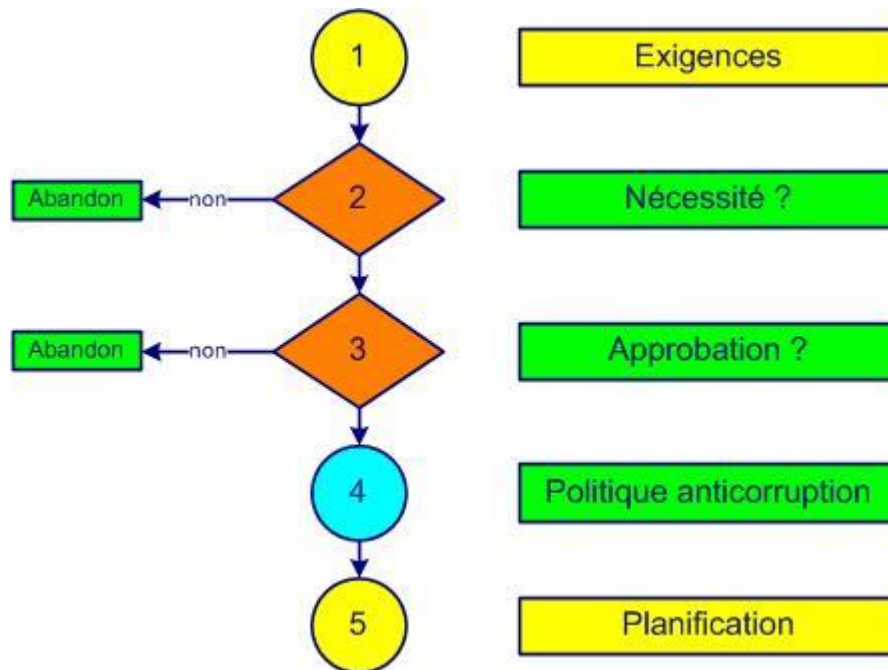 1
Exigences
Abandon
non
2
Nécessité ?
Abandon
non
3
Approbation ?
4
Politique anticorruption
5
Planification